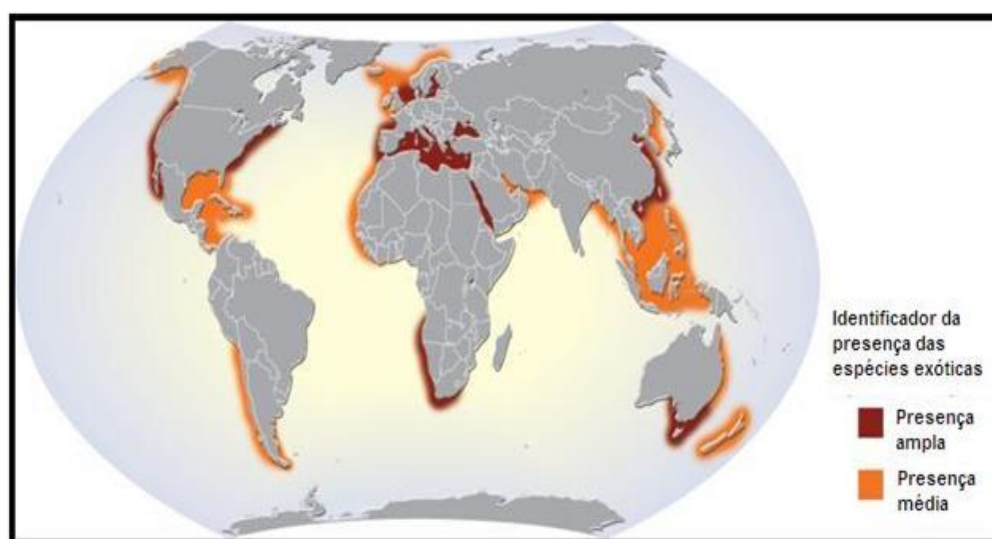 Identificador da
presença das
espécies exóticas
Presença
ampla
Presença
média